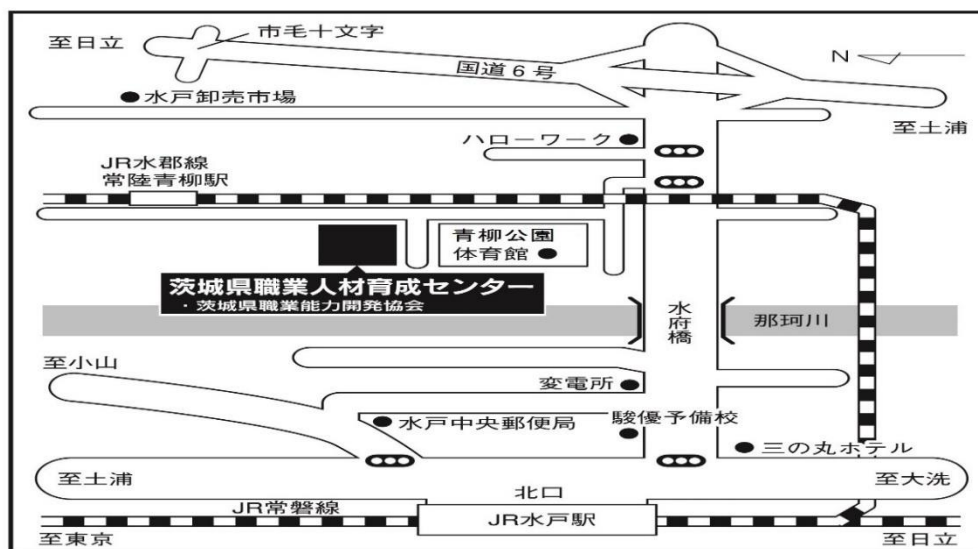 市毛十文字
至日立
国道6号
N
水戸卸売市場
至土浦
ハローワーク
JR水郡線
常陸青柳駅
青柳公園
体育館
茨城県職業人材育成センター
・茨城県職業能力開発協会
水府橋
那珂川
至小山
変電所
水戸中央郵便局
駿優予備校
三の丸ホテル
至土浦
至大洗
北口
JR常磐線
JR水戸駅
至東京
至日立